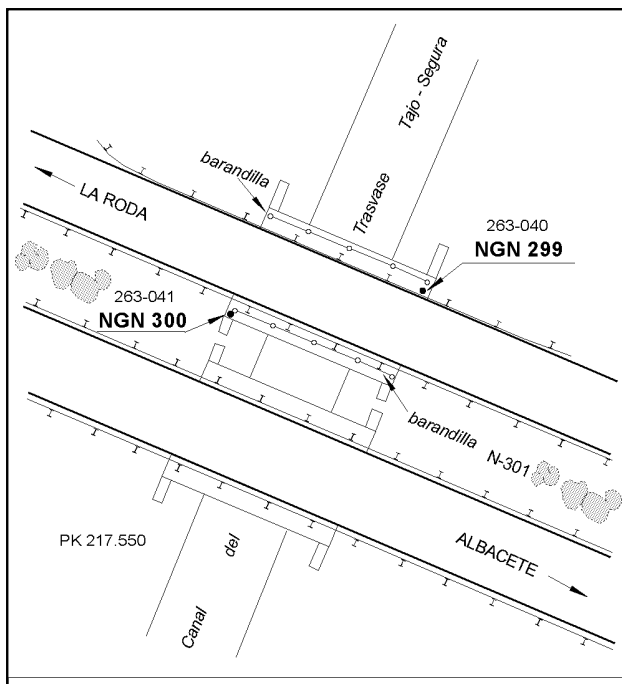 Tajo - Segura
Trasvase
barandilla
LA RODA
263-040
NGN 299
263-041
NGN 300
barandilla
N-301
PK 217.550
ALBACETE
Canal del